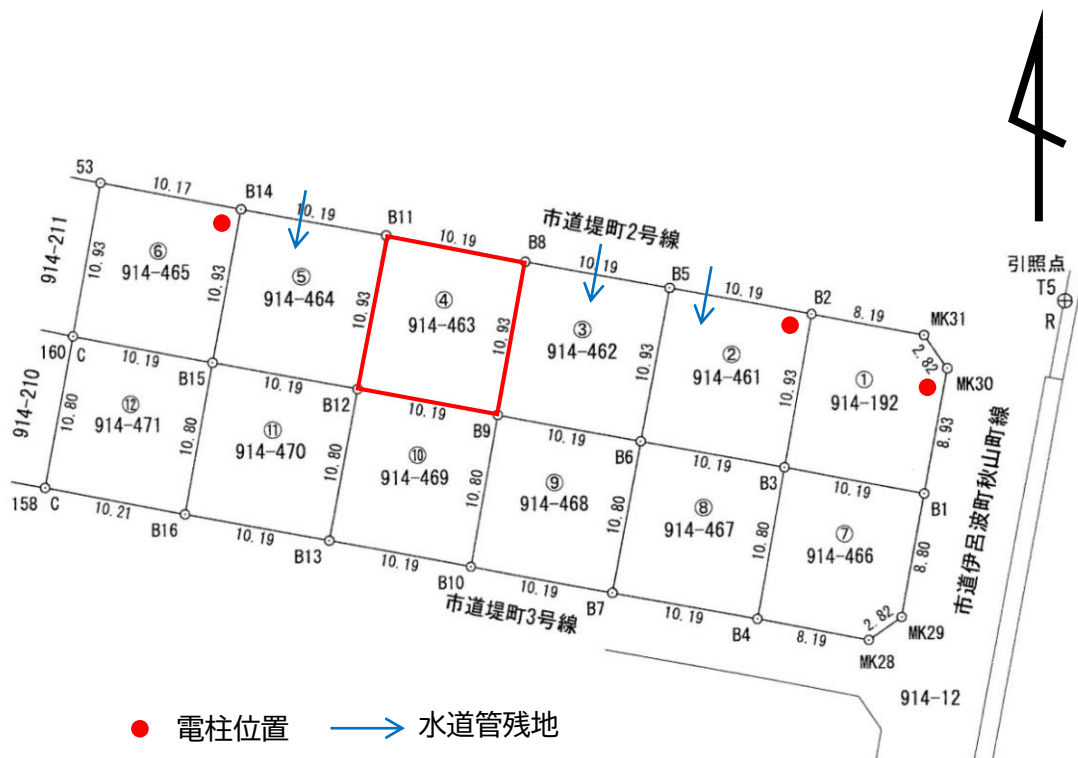 53
10.17
B14
10.19
B11
10.19
B8
市道堤町2号線
10.19
B5
10.19
B2
8.19
MK31
2.82
MK30
引照点
T5
R
914-211
10.93
⑥
914-465
10.93
⑤
914-464
10.93
④
914-463
10.93
③
914-462
10.93
②
914-461
10.93
①
914-192
8.93
市道伊呂波町秋山町線
160 C
10.19
B15
10.19
B12
10.19
B9
10.19
B6
10.19
B3
10.19
B1
914-210
10.80
⑫
914-471
10.80
⑪
914-470
10.80
⑩
914-469
10.80
⑨
914-468
10.80
⑧
914-467
10.80
⑦
914-466
8.80
158 C
10.21
B16
10.19
B13
10.19
B10
10.19
B7
10.19
B4
8.19
MK28
2.82
MK29
市道堤町3号線
914-12
電柱位置
水道管残地